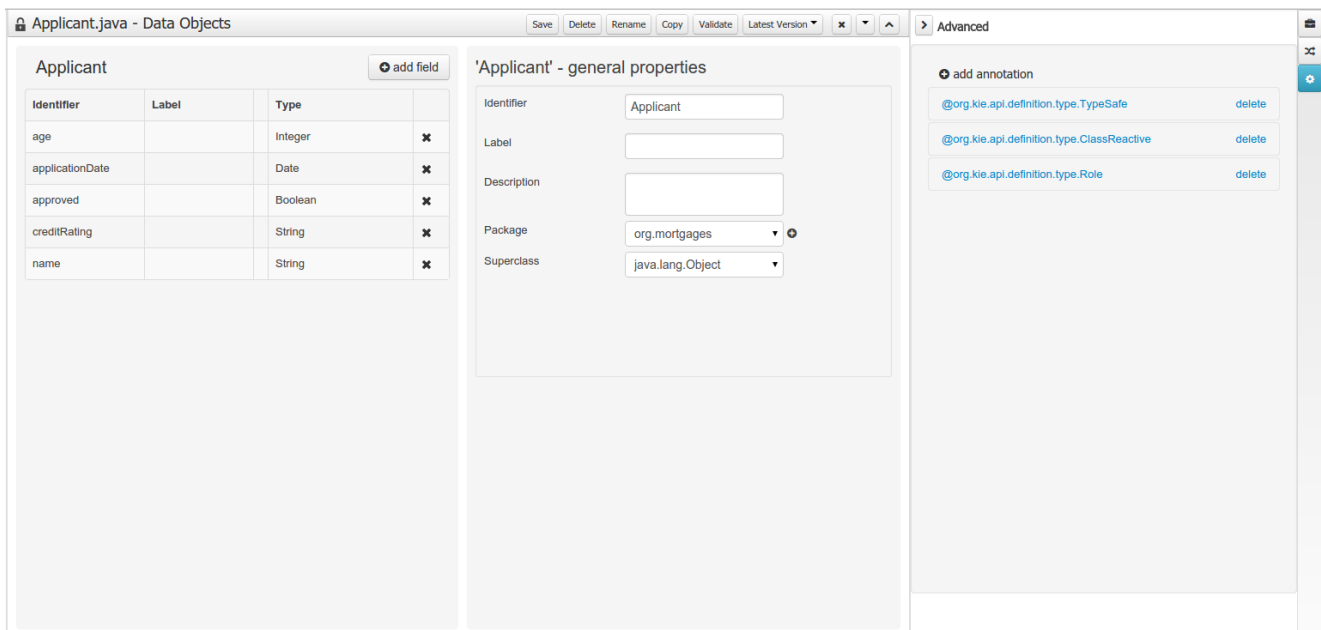 Applicant.java - Data Objects
Save Delete Rename Copy Validate Latest Version
Advanced
Applicant
add field
Identifier Label Type
age Integer
applicationDate Date
approved Boolean
creditRating String
name String
'Applicant' - general properties
Identifier Applicant
Label
Description
Package org.mortgages
Superclass java.lang.Object
add annotation
@org.kie.api.definition.type.TypeSafe delete
@org.kie.api.definition.type.ClassReactive delete
@org.kie.api.definition.type.Role delete